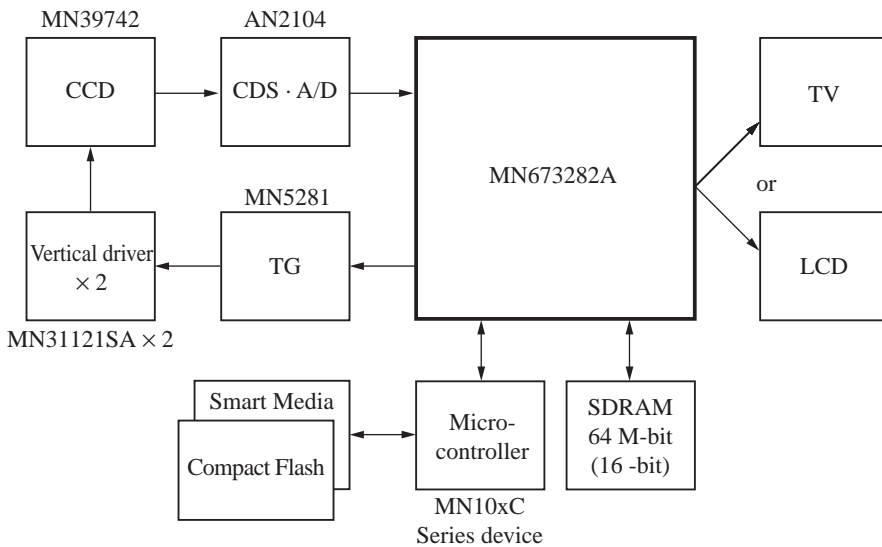 MN39742
AN2104
CCD
CDS · A/D
TV
MN673282A
or
MN5281
Vertical driver
× 2
TG
LCD
MN31121SA × 2
Smart Media
Compact Flash
Micro-
controller
SDRAM
64 M-bit
(16 -bit)
MN10xC
Series device